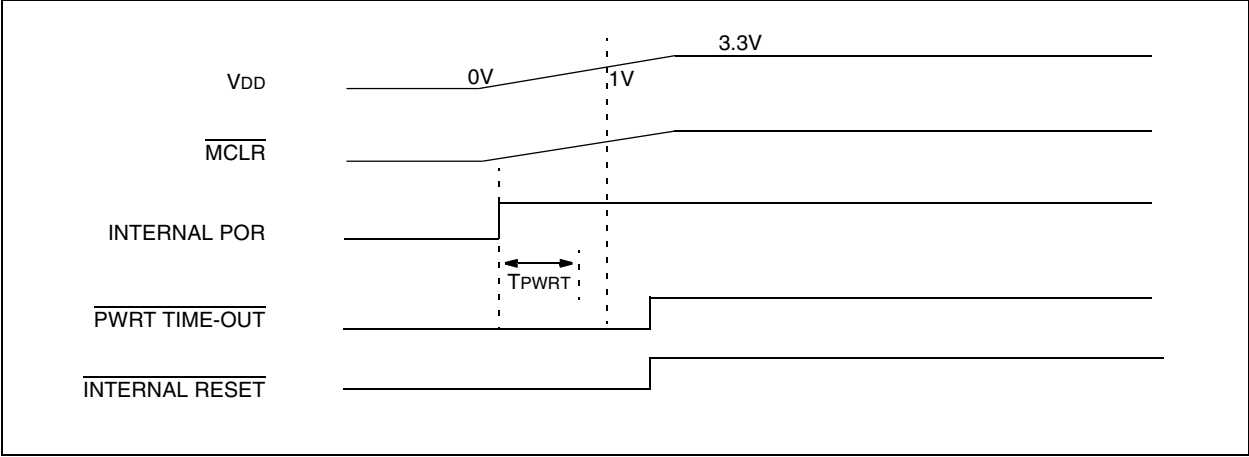 3.3V
VDD 0V 1V
MCLR
INTERNAL POR
TPWRT
PWRT TIME-OUT
INTERNAL RESET